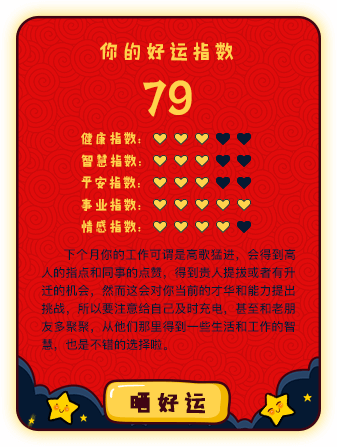 你的好运指数
79
健康指数：
智慧指数：
平安指数：
事业指数：
情感指数：
下个月你的工作可谓是高歌猛进，会得到高
人的指点和同事的点赞，得到贵人提拔或者有升
迁的机会，然而这会对你当前的才华和能力提出
挑战，所以要注意给自己及时充电，甚至和老朋
友多聚聚，从他们那里得到一些生活和工作的智
慧，也是不错的选择啦。
晒好运